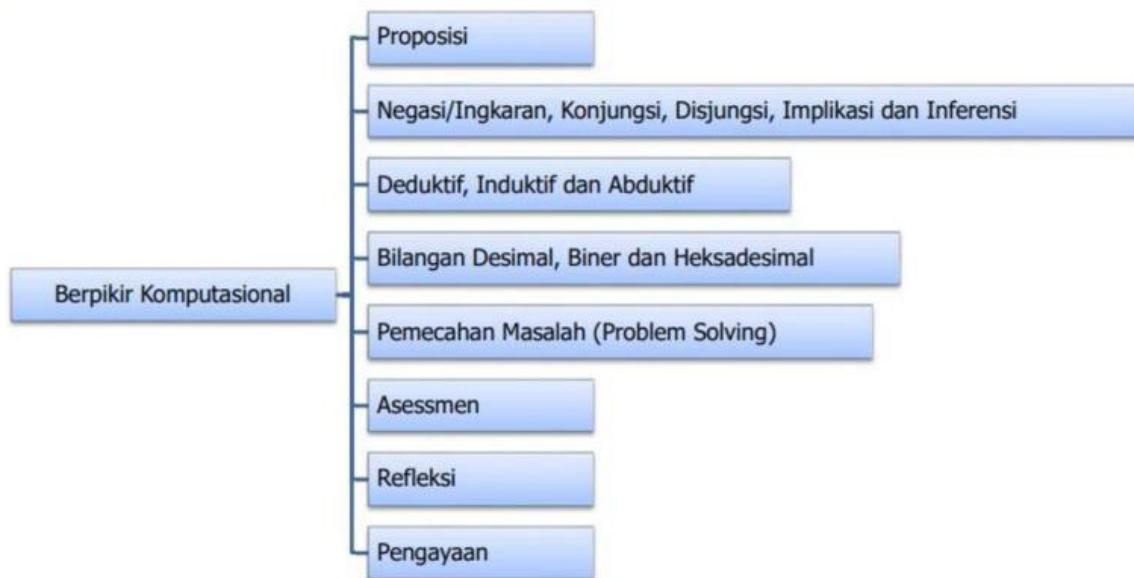 Proposisi
Negasi/Ingkaran, Konjungsi, Disjungsi, Implikasi dan Inferensi
Deduktif, Induktif dan Abduktif
Bilangan Desimal, Biner dan Heksadesimal
Berpikir Komputasional
Pemecahan Masalah (Problem Solving)
Asessmen
Refleksi
Pengayaan